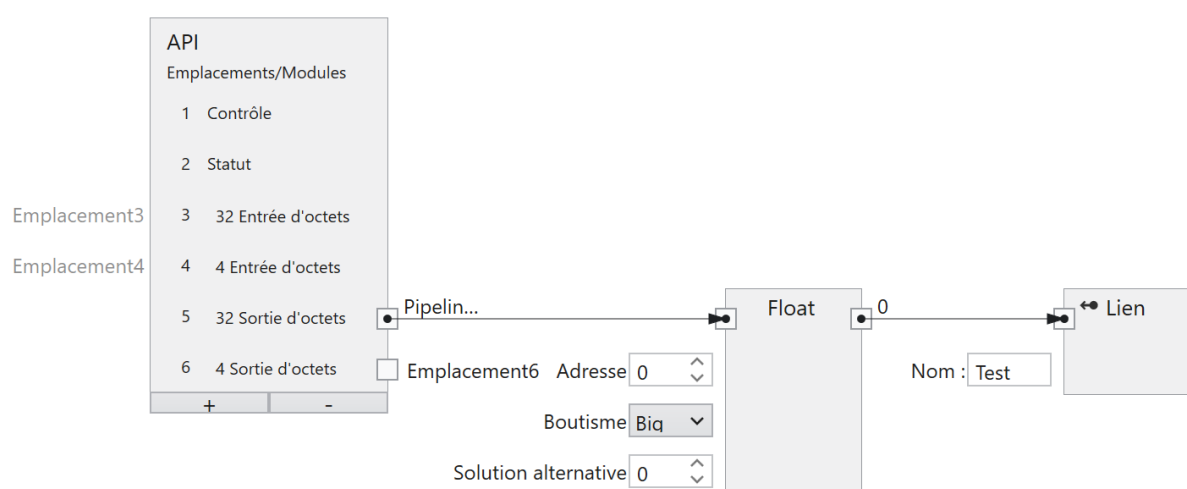 API
Emplacements/Modules
1 Contrôle
2 Statut
Emplacement3 3 32 Entrée d'octets
Emplacement4 4 4 Entrée d'octets
5 32 Sortie d'octets Pipelin... Float 0 Lien
6 4 Sortie d'octets Emplacement6 Adresse 0 Nom : Test
+ -
Boutisme Big
Solution alternative 0